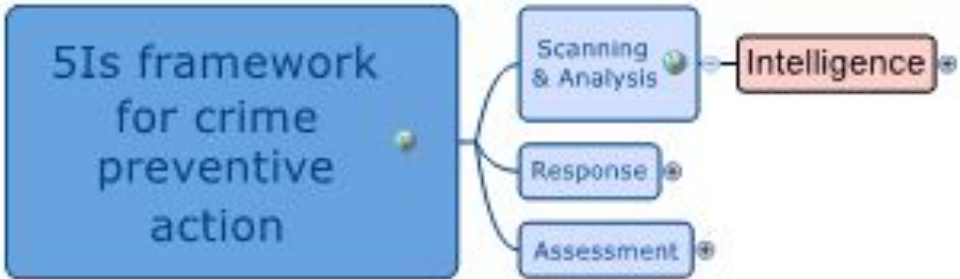 5Is framework
for crime
preventive
action
Scanning
& Analysis
Intelligence
Response
Assessment